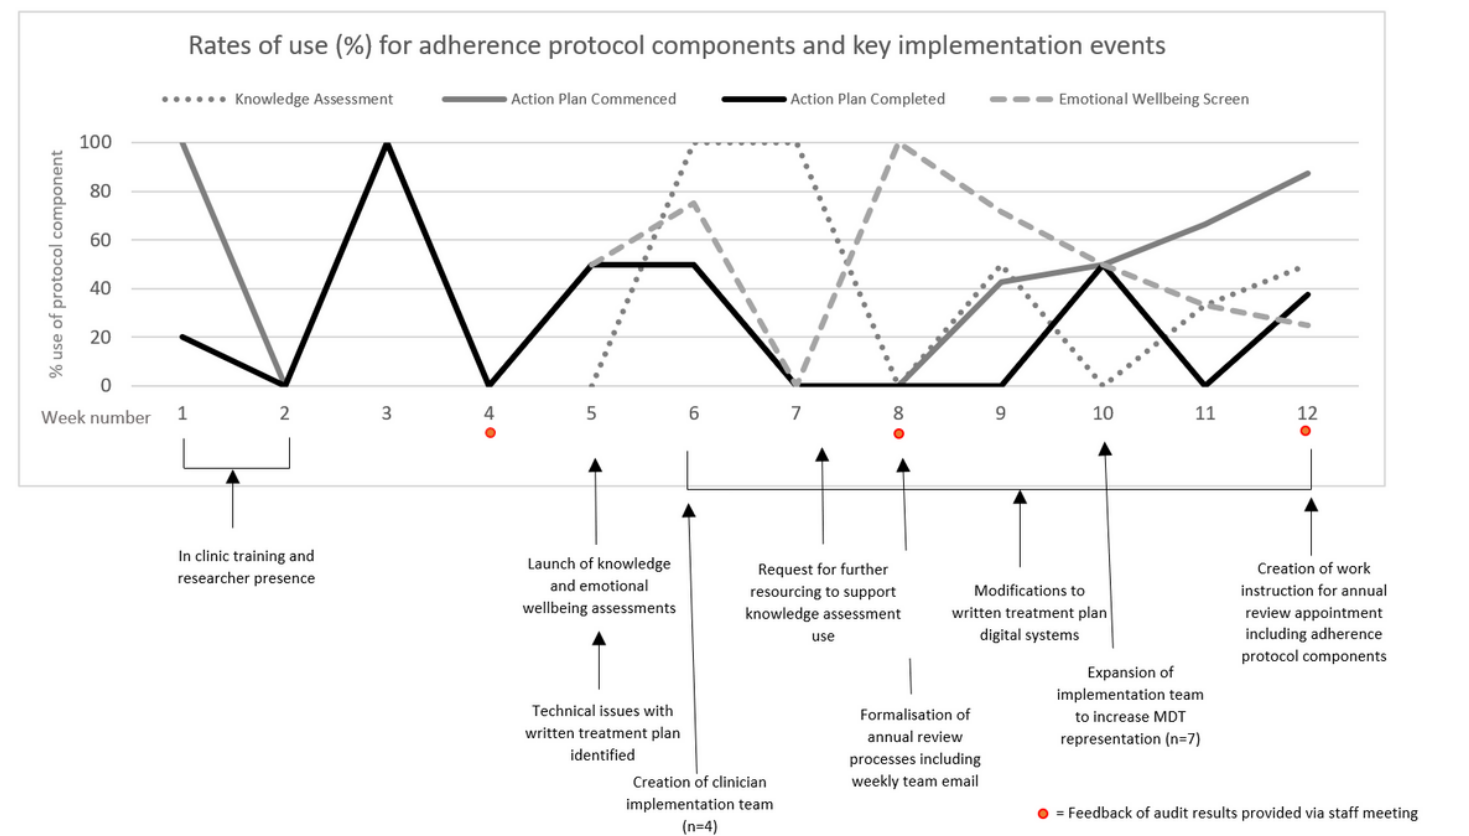 Rates of use (%) for adherence protocol components and key implementation events
Knowledge Assessment
Action Plan Commenced
Action Plan Completed
Emotional Wellbeing Screen
% use of protocol component
100
80
60
40
20
0
Week number
1 2 3 4 5 6 7 8 9 10 11 12
In clinic training and
researcher presence
Launch of knowledge
and emotional
wellbeing assessments
Technical issues with
written treatment plan
identified
Creation of clinician
implementation team
(n=4)
Request for further
resourcing to support
knowledge assessment
use
Formalisation of
annual review
processes including
weekly team email
Modifications to
written treatment plan
digital systems
Expansion of
implementation team
to increase MDT
representation (n=7)
Creation of work
instruction for annual
review appointment
including adherence
protocol components
= Feedback of audit results provided via staff meeting